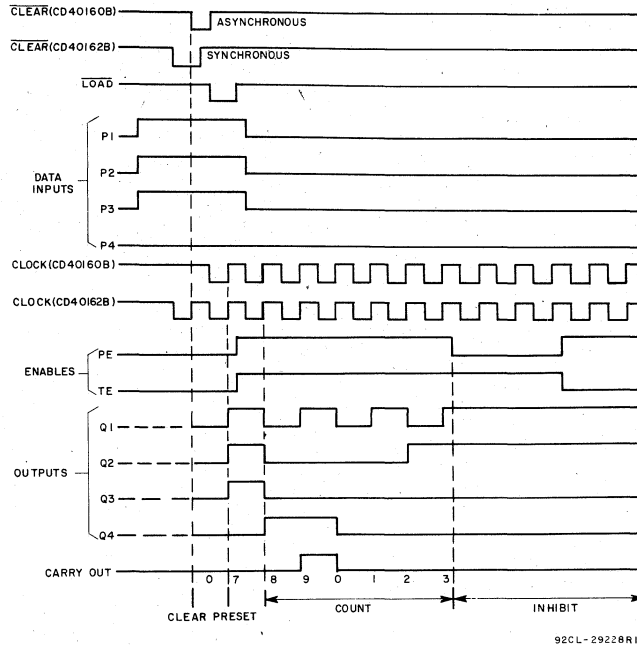 CLEAR(CD40160B)
ASYNCHRONOUS
CLEAR(CD40162B)
SYNCHRONOUS
LOAD
DATA
INPUTS
P1
P2
P3
P4
CLOCK(CD40160B)
CLOCK(CD40162B)
ENABLES
PE
TE
OUTPUTS
Q1
Q2
Q3
Q4
CARRY OUT
0 7 8 9 0 1 2 3
CLEAR PRESET
COUNT
INHIBIT
92CL-29228R1